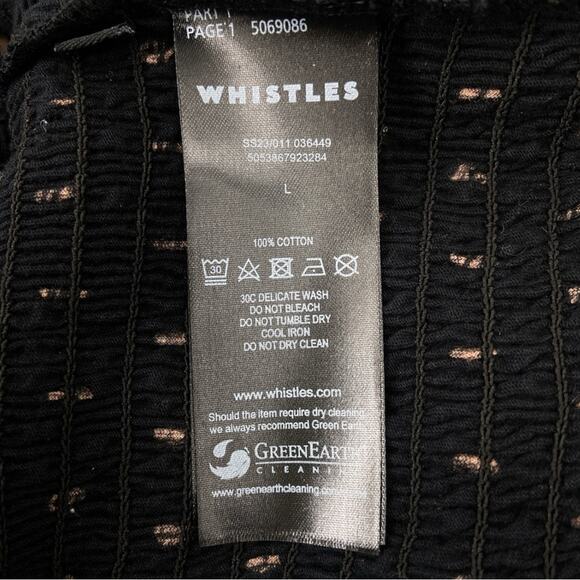 PART 1
PAGE 1 5069086
WHISTLES
SS23/011 036449
5053867923284
L
100% COTTON
30
30C DELICATE WASH
DO NOT BLEACH
DO NOT TUMBLE DRY
COOL IRON
DO NOT DRY CLEAN
www.whistles.com
Should the item require dry cleaning
we always recommend Green Earth
GREENEARTH
CLEANING
www.greenearthcleaning.com